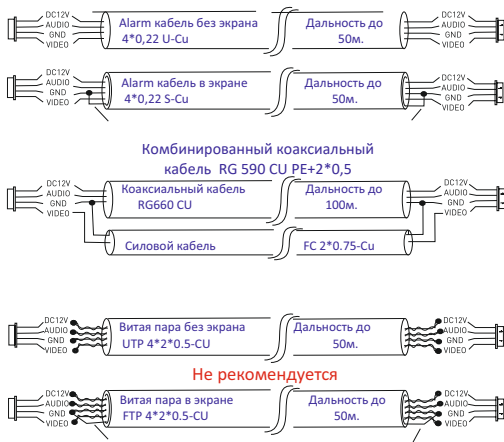 DC12V
AUDIO
GND
VIDEO
Alarm кабель без экрана
4*0,22 U-Cu
Дальность до
50м.
DC12V
AUDIO
GND
VIDEO
DC12V
AUDIO
GND
VIDEO
Alarm кабель в экране
4*0,22 S-Cu
Дальность до
50м.
DC12V
AUDIO
GND
VIDEO
Комбинированный коаксиальный
кабель RG 590 CU PE+2*0,5
DC12V
AUDIO
GND
VIDEO
Коаксиальный кабель
RG660 CU
Дальность до
100м.
DC12V
AUDIO
GND
VIDEO
Силовой кабель
FC 2*0.75-Cu
DC12V
AUDIO
GND
VIDEO
Витая пара без экрана
UTP 4*2*0.5-CU
Дальность до
50м.
DC12V
AUDIO
GND
VIDEO
Не рекомендуется
DC12V
AUDIO
GND
VIDEO
Витая пара в экране
FTP 4*2*0.5-CU
Дальность до
50м.
DC12V
AUDIO
GND
VIDEO